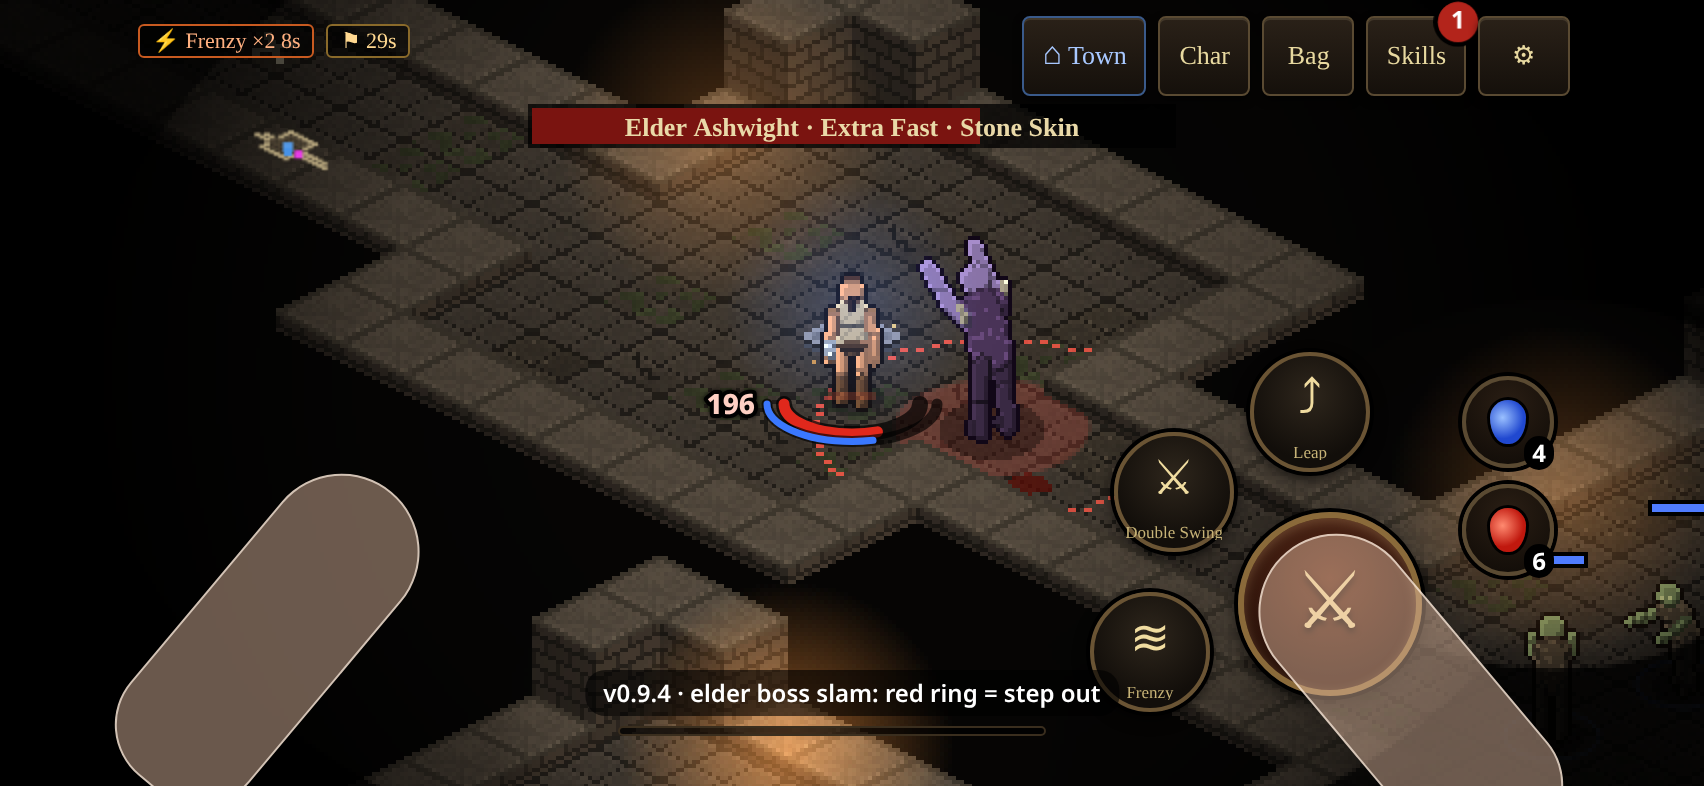 ⚡ Frenzy ×2 8s
⚑ 29s
⌂ Town
Char
Bag
Skills
1
⚙
Elder Ashwight · Extra Fast · Stone Skin
196
Leap
4
Double Swing
6
Frenzy
v0.9.4 · elder boss slam: red ring = step out